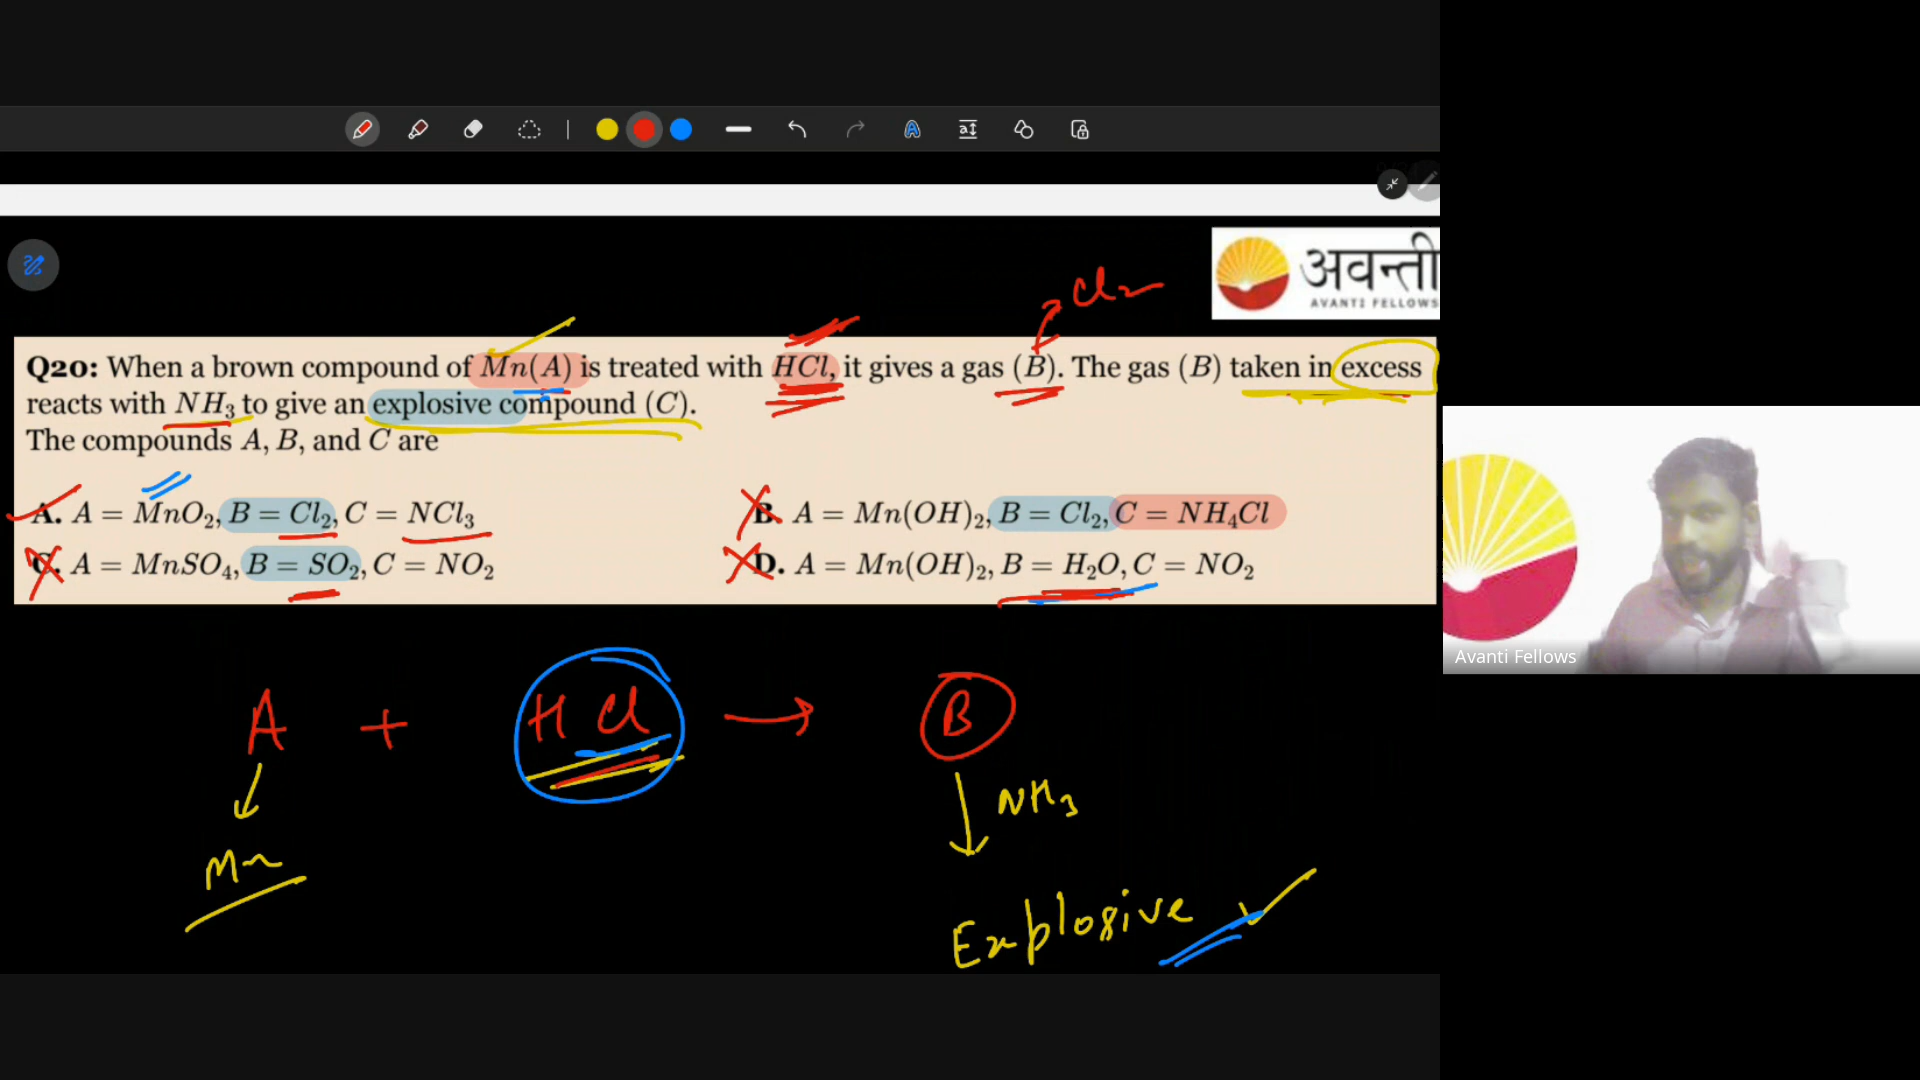 Cl2
अवन्ती
AVANTI FELLOWS
Q20: When a brown compound of Mn(A) is treated with HCl, it gives a gas (B). The gas (B) taken in excess
reacts with NH₃ to give an explosive compound (C).
The compounds A, B, and C are
A. A = MnO₂, B = Cl₂, C = NCl₃
B. A = Mn(OH)₂, B = Cl₂, C = NH₄Cl
C. A = MnSO₄, B = SO₂, C = NO₂
D. A = Mn(OH)₂, B = H₂O, C = NO₂
Avanti Fellows
A + HCl → B
NH3
Mn
Explosive